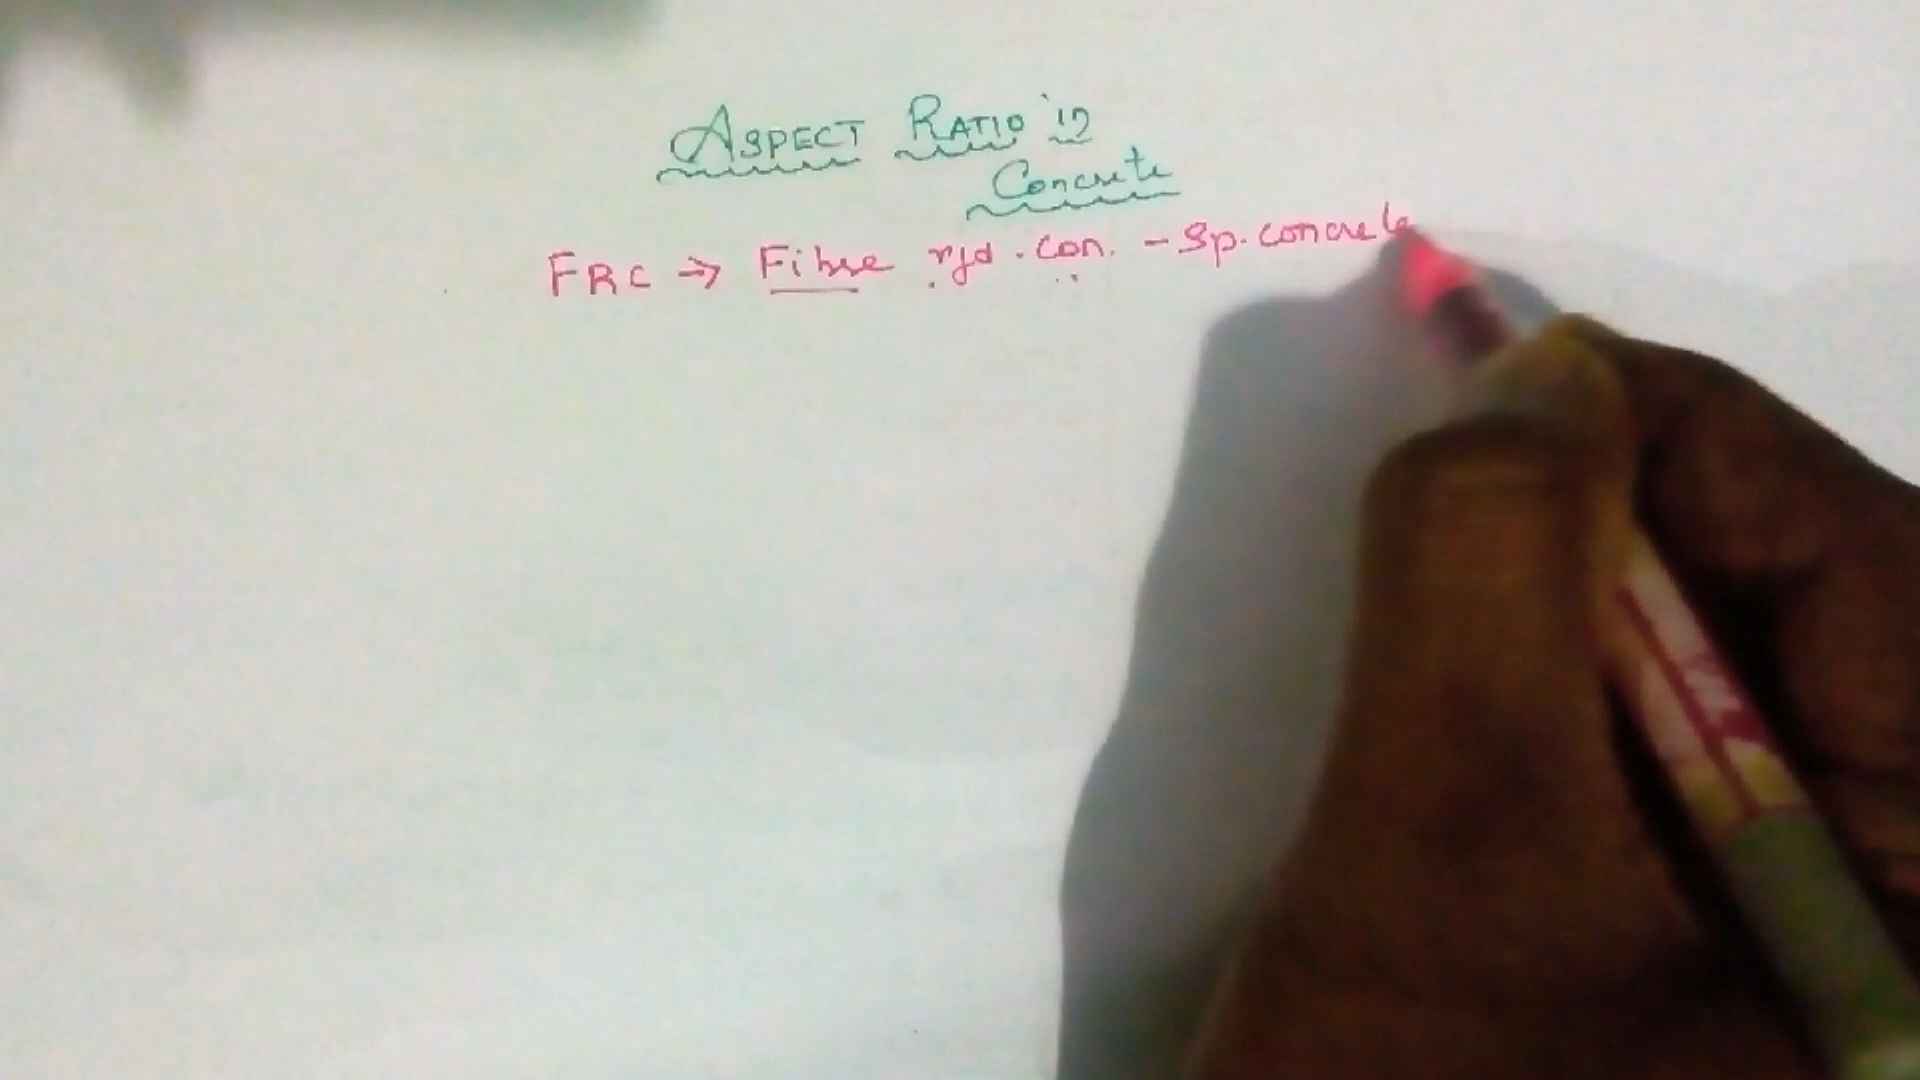 ASPECT RATIO in
Concrete
FRC → Fibre rfd. con. - Sp. concrete